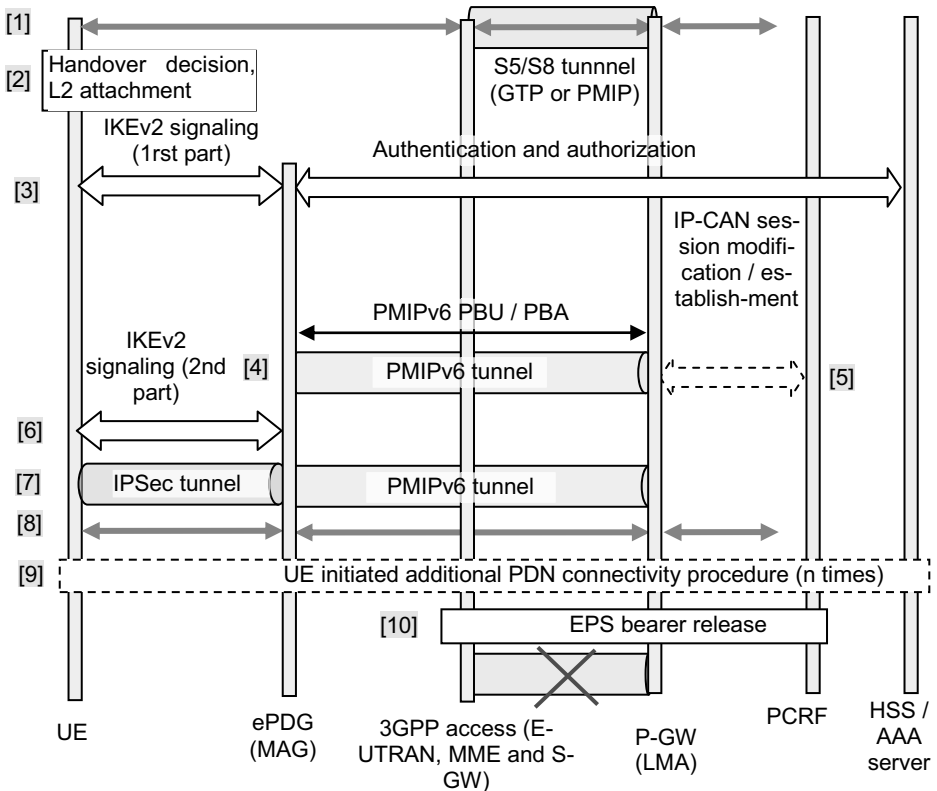 [1]
[2]
Handover decision,
L2 attachment
S5/S8 tunnnel
(GTP or PMIP)
IKEv2 signaling
(1rst part)
Authentication and authorization
[3]
IP-CAN ses-
sion modifi-
cation / es-
tablish-ment
PMIPv6 PBU / PBA
IKEv2
signaling (2nd
part)
[4]
PMIPv6 tunnel
[5]
[6]
[7]
IPSec tunnel
PMIPv6 tunnel
[8]
[9]
UE initiated additional PDN connectivity procedure (n times)
[10]
EPS bearer release
UE
ePDG
(MAG)
3GPP access (E-
UTRAN, MME and S-
GW)
P-GW
(LMA)
PCRF
HSS /
AAA
server